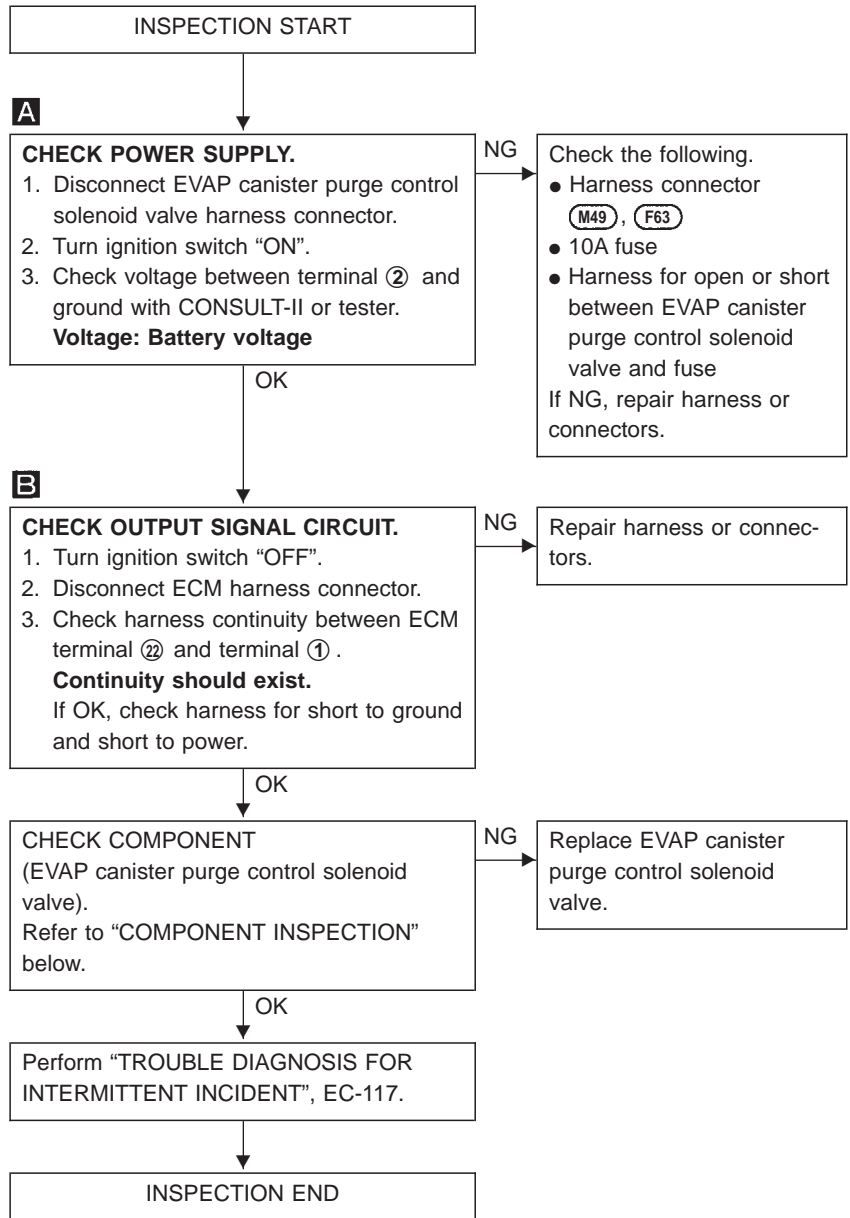 INSPECTION START
A
CHECK POWER SUPPLY.
1. Disconnect EVAP canister purge control
solenoid valve harness connector.
2. Turn ignition switch “ON”.
3. Check voltage between terminal ② and
ground with CONSULT-II or tester.
Voltage: Battery voltage
NG
Check the following.
● Harness connector
M49, F63
● 10A fuse
● Harness for open or short
between EVAP canister
purge control solenoid
valve and fuse
If NG, repair harness or
connectors.
OK
B
CHECK OUTPUT SIGNAL CIRCUIT.
1. Turn ignition switch “OFF”.
2. Disconnect ECM harness connector.
3. Check harness continuity between ECM
terminal ㉒ and terminal ① .
Continuity should exist.
If OK, check harness for short to ground
and short to power.
NG
Repair harness or connec-
tors.
OK
CHECK COMPONENT
(EVAP canister purge control solenoid
valve).
Refer to “COMPONENT INSPECTION”
below.
NG
Replace EVAP canister
purge control solenoid
valve.
OK
Perform “TROUBLE DIAGNOSIS FOR
INTERMITTENT INCIDENT”, EC-117.
INSPECTION END